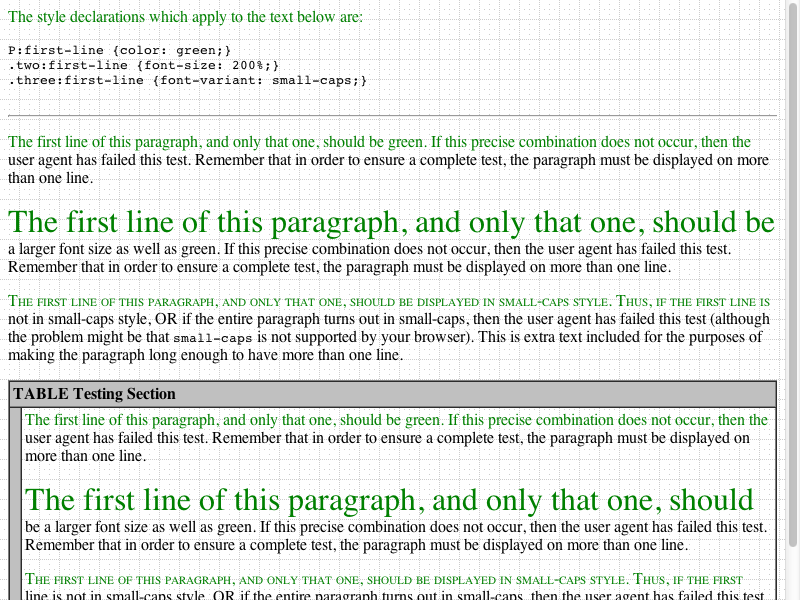 The style declarations which apply to the text below are:
P:first-line {color: green;}
.two:first-line {font-size: 200%;}
.three:first-line {font-variant: small-caps;}
The first line of this paragraph, and only that one, should be green. If this precise combination does not occur, then the
user agent has failed this test. Remember that in order to ensure a complete test, the paragraph must be displayed on more
than one line.
The first line of this paragraph, and only that one, should be
a larger font size as well as green. If this precise combination does not occur, then the user agent has failed this test.
Remember that in order to ensure a complete test, the paragraph must be displayed on more than one line.
The first line of this paragraph, and only that one, should be displayed in small-caps style. Thus, if the first line is
not in small-caps style, OR if the entire paragraph turns out in small-caps, then the user agent has failed this test (although
the problem might be that small-caps is not supported by your browser). This is extra text included for the purposes of
making the paragraph long enough to have more than one line.
TABLE Testing Section
The first line of this paragraph, and only that one, should be green. If this precise combination does not occur, then the
user agent has failed this test. Remember that in order to ensure a complete test, the paragraph must be displayed on
more than one line.
The first line of this paragraph, and only that one, should
be a larger font size as well as green. If this precise combination does not occur, then the user agent has failed this test.
Remember that in order to ensure a complete test, the paragraph must be displayed on more than one line.
The first line of this paragraph, and only that one, should be displayed in small-caps style. Thus, if the first
line is not in small-caps style, OR if the entire paragraph turns out in small-caps, then the user agent has failed this test